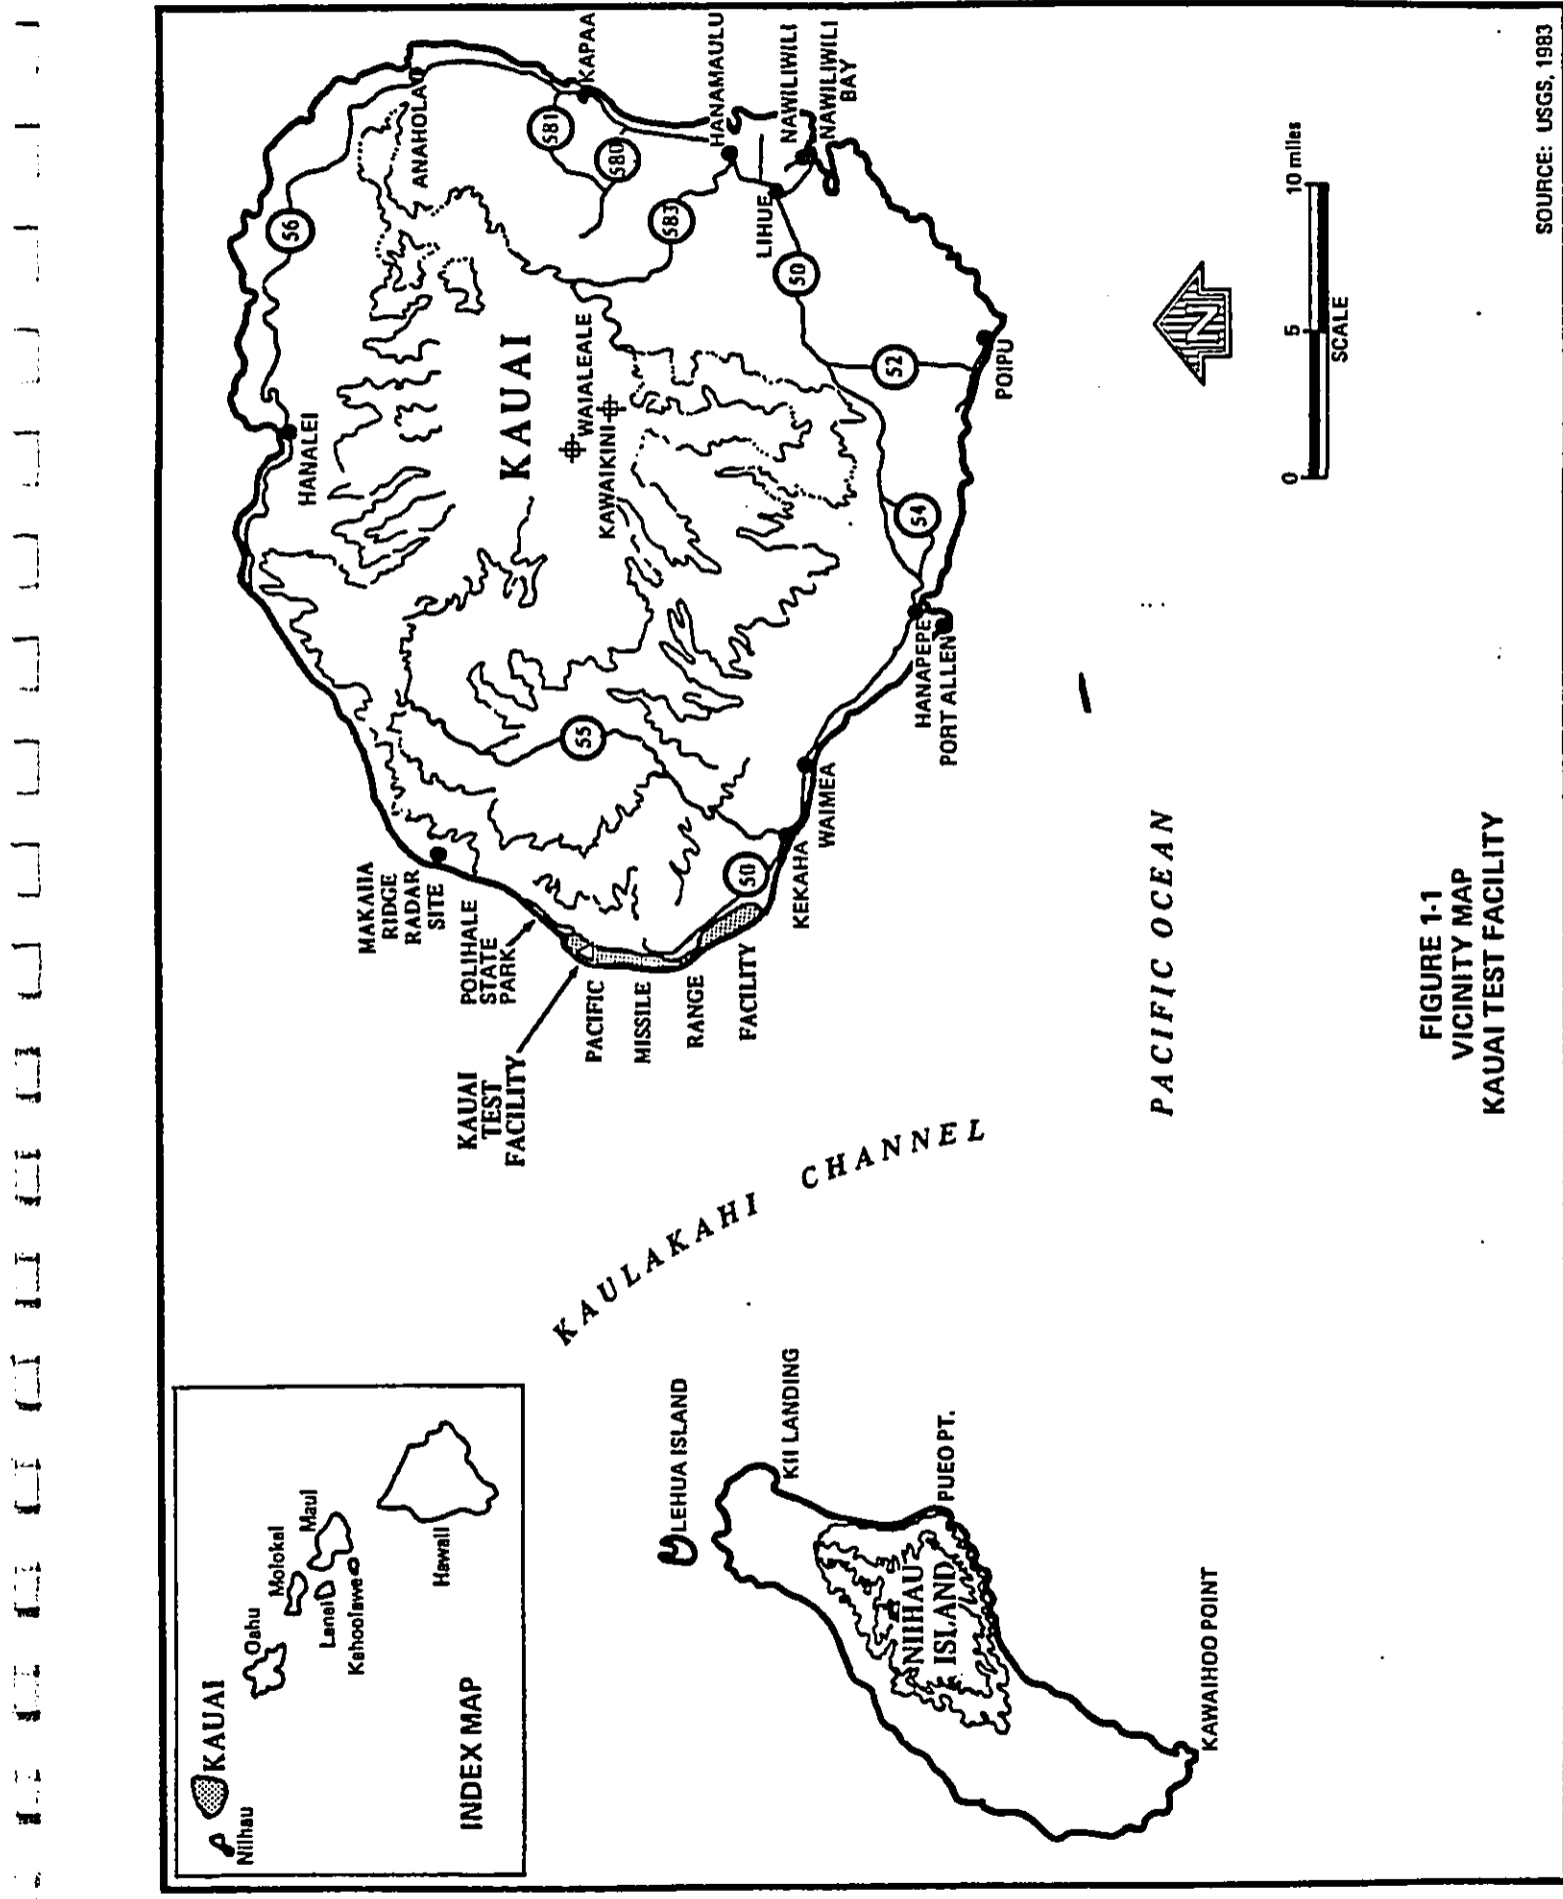 Niihau
KAUAI
Oahu
Molokai
Lanai
Maui
Kahoolawe
Hawaii
INDEX MAP
HANALEI
56
ANAHOLA
581
KAPAA
580
583
HANAMAULU
NAWILIWILI
NAWILIWILI
BAY
LIHUE
50
KAUAI
WAIALEALE
KAWAIKINI
52
POIPU
54
HANAPEPE
PORT ALLEN
55
WAIMEA
KEKAHA
50
MAKAHA
RIDGE
RADAR
SITE
POLIHALE
STATE
PARK
KAUAI
TEST
FACILITY
PACIFIC
MISSILE
RANGE
FACILITY
KAULAKAHI CHANNEL
LEHUA ISLAND
KII LANDING
PUEO PT.
NIIHAU
ISLAND
KAWAIHOO POINT
PACIFIC OCEAN
N
0 5 10 miles
SCALE
FIGURE 1-1
VICINITY MAP
KAUAI TEST FACILITY
SOURCE: USGS, 1983